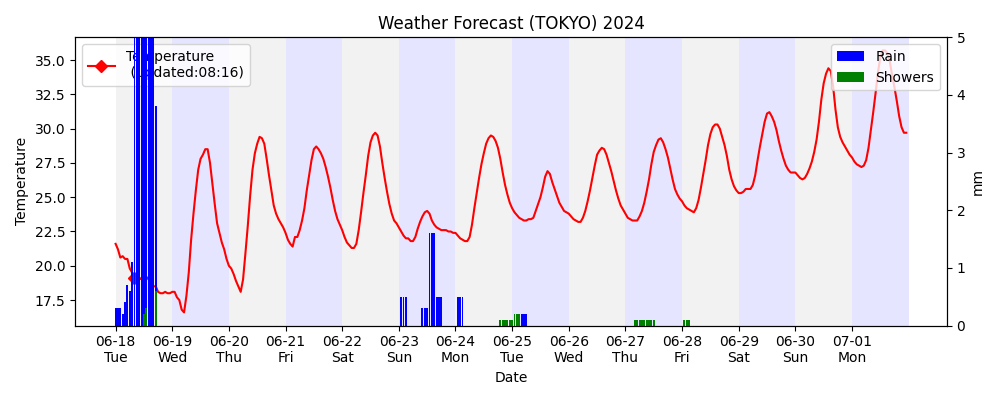 Weather Forecast (TOKYO) 2024
Temperature
(Updated:08:16)
Rain
Showers
35.0
32.5
30.0
27.5
25.0
22.5
20.0
17.5
Temperature
5
4
3
2
1
0
mm
06-18 06-19 06-20 06-21 06-22 06-23 06-24 06-25 06-26 06-27 06-28 06-29 06-30 07-01
Tue Wed Thu Fri Sat Sun Mon Tue Wed Thu Fri Sat Sun Mon
Date